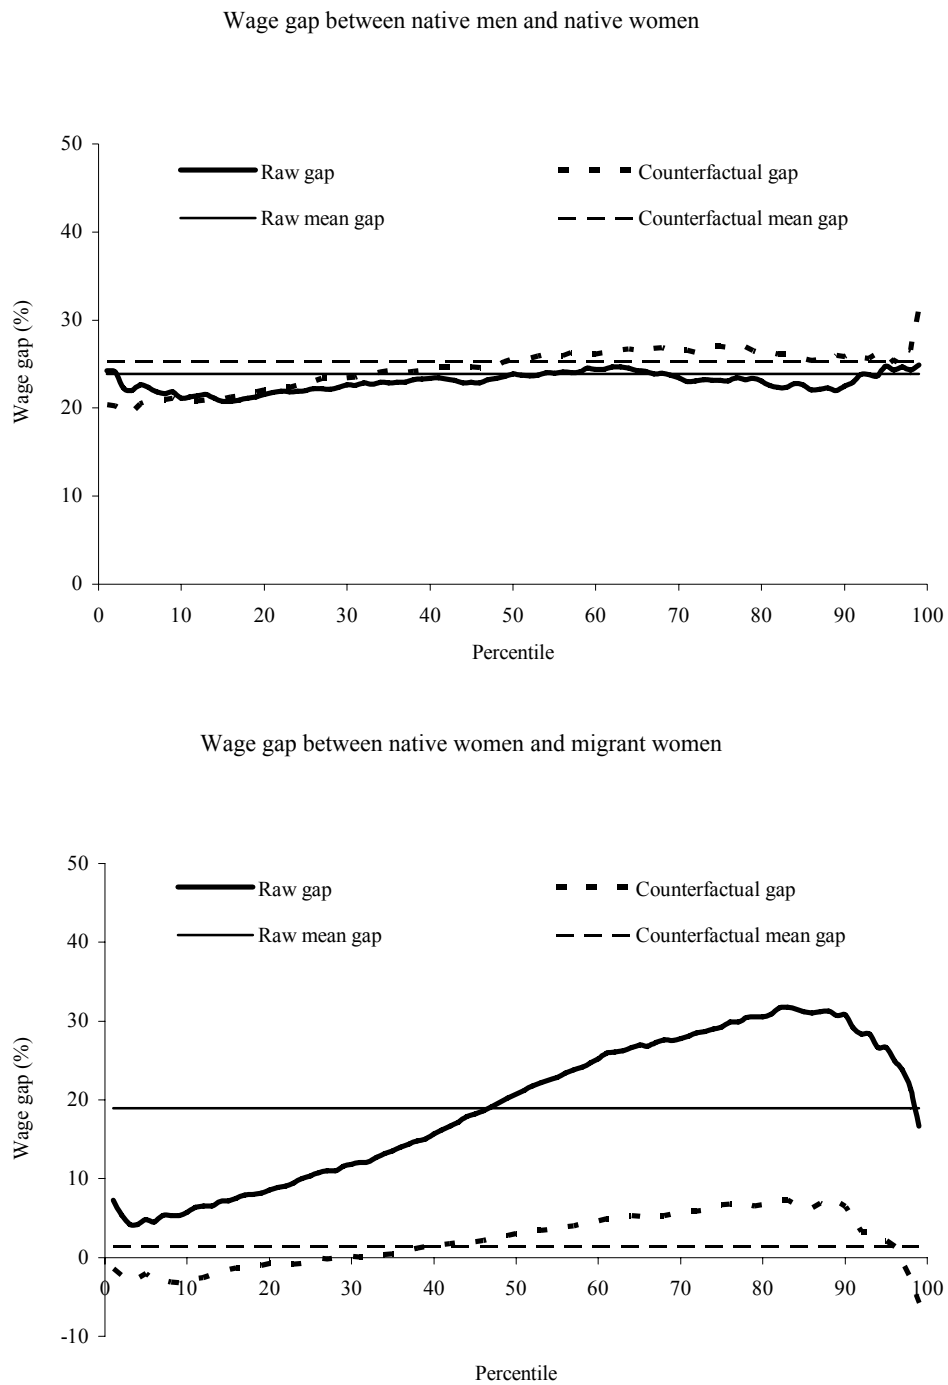 Wage gap between native men and native women
50
Raw gap
Counterfactual gap
Raw mean gap
Counterfactual mean gap
40
30
20
10
0
Wage gap (%)
0 10 20 30 40 50 60 70 80 90 100
Percentile
Wage gap between native women and migrant women
50
Raw gap
Counterfactual gap
Raw mean gap
Counterfactual mean gap
40
30
20
10
0
-10
Wage gap (%)
0 10 20 30 40 50 60 70 80 90 100
Percentile